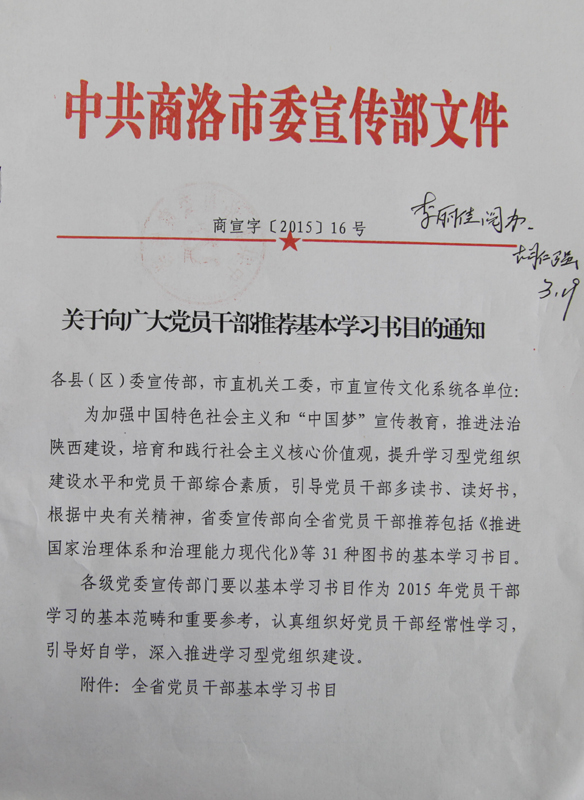 中共商洛市委宣传部文件
商宣字〔2015〕16号
李丽佳阅办.
3.19
关于向广大党员干部推荐基本学习书目的通知
各县（区）委宣传部，市直机关工委，市直宣传文化系统各单位：
为加强中国特色社会主义和“中国梦”宣传教育，推进法治
陕西建设，培育和践行社会主义核心价值观，提升学习型党组织
建设水平和党员干部综合素质，引导党员干部多读书、读好书，
根据中央有关精神，省委宣传部向全省党员干部推荐包括《推进
国家治理体系和治理能力现代化》等 31 种图书的基本学习书目。
各级党委宣传部门要以基本学习书目作为 2015 年党员干部
学习的基本范畴和重要参考，认真组织好党员干部经常性学习，
引导好自学，深入推进学习型党组织建设。
附件：全省党员干部基本学习书目